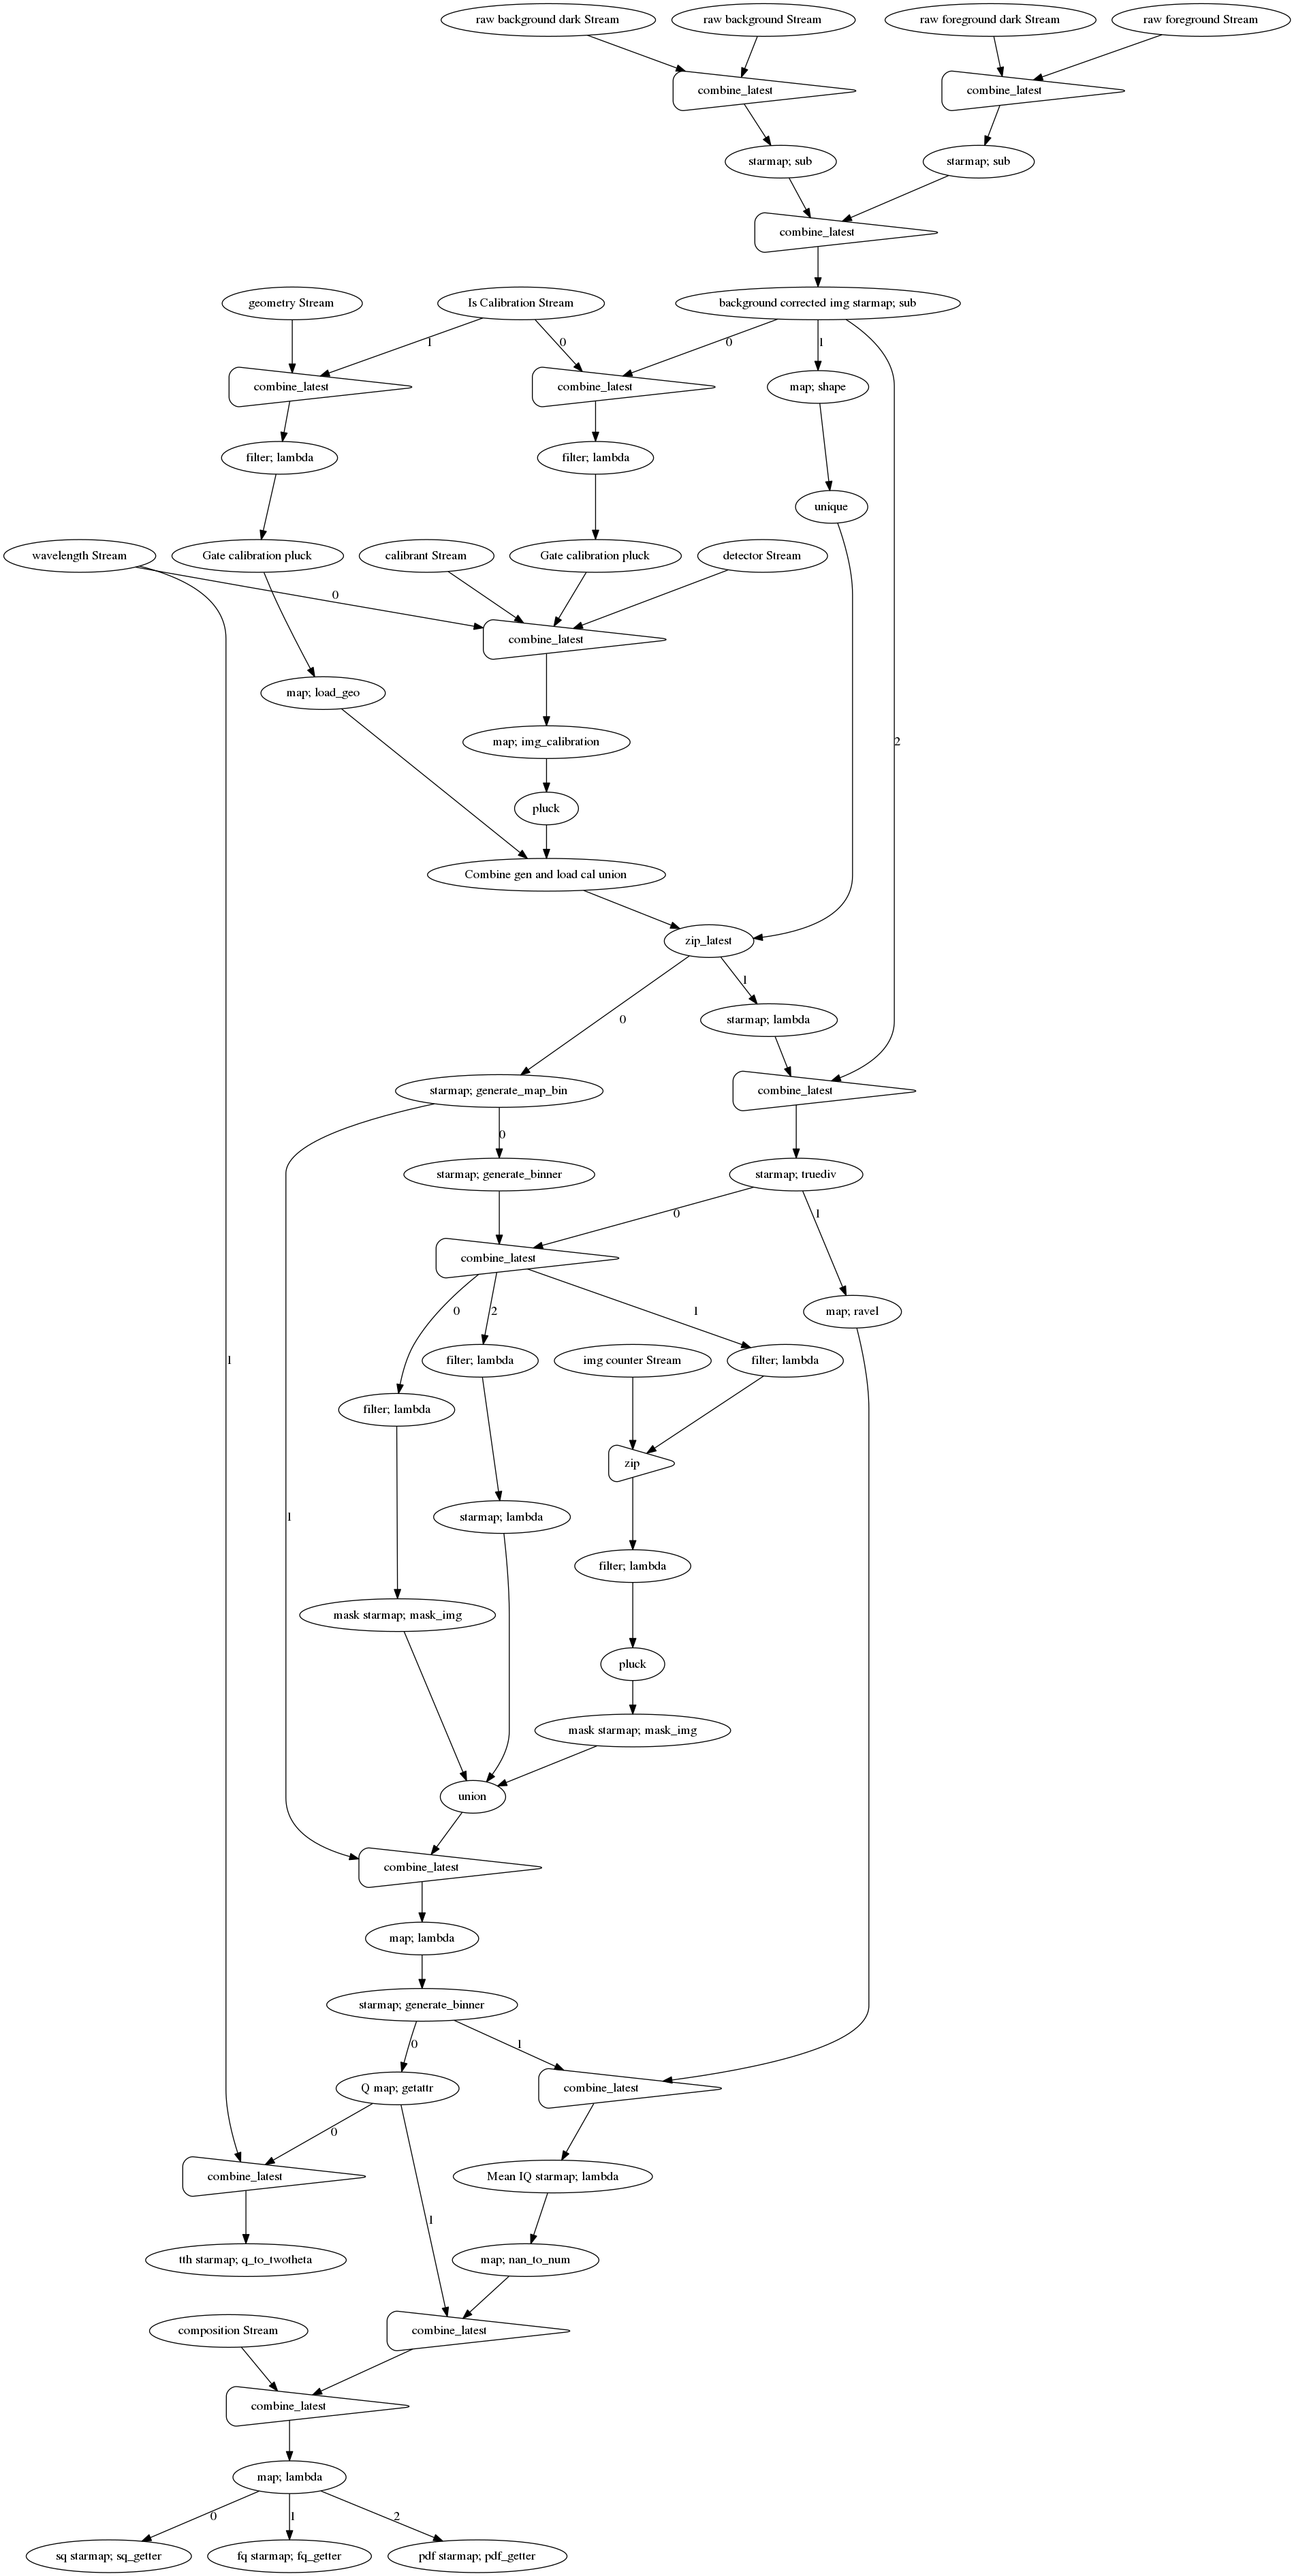 raw background dark Stream
raw background Stream
raw foreground dark Stream
raw foreground Stream
combine_latest
combine_latest
starmap; sub
starmap; sub
combine_latest
geometry Stream
Is Calibration Stream
background corrected img starmap; sub
1
0
0
1
combine_latest
combine_latest
map; shape
filter; lambda
filter; lambda
unique
wavelength Stream
Gate calibration pluck
calibrant Stream
Gate calibration pluck
detector Stream
0
combine_latest
map; load_geo
map; img_calibration
2
pluck
Combine gen and load cal union
zip_latest
1
0
starmap; lambda
starmap; generate_map_bin
combine_latest
0
starmap; generate_binner
starmap; truediv
0
1
combine_latest
0
2
1
map; ravel
1
filter; lambda
img counter Stream
filter; lambda
filter; lambda
zip
1
starmap; lambda
filter; lambda
mask starmap; mask_img
pluck
mask starmap; mask_img
union
combine_latest
map; lambda
starmap; generate_binner
0
1
Q map; getattr
combine_latest
0
combine_latest
Mean IQ starmap; lambda
1
tth starmap; q_to_twotheta
map; nan_to_num
composition Stream
combine_latest
combine_latest
map; lambda
0
1
2
sq starmap; sq_getter
fq starmap; fq_getter
pdf starmap; pdf_getter